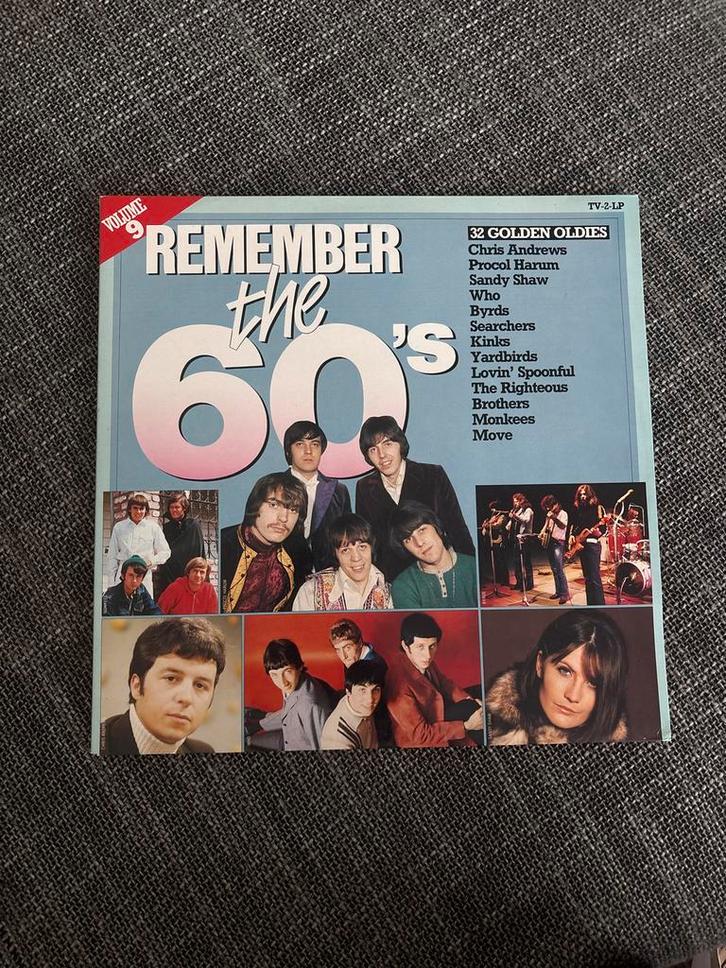 VOLUME
9
TV-2-LP
REMEMBER
the
60's
32 GOLDEN OLDIES
Chris Andrews
Procol Harum
Sandy Shaw
Who
Byrds
Searchers
Kinks
Yardbirds
Lovin' Spoonful
The Righteous
Brothers
Monkees
Move